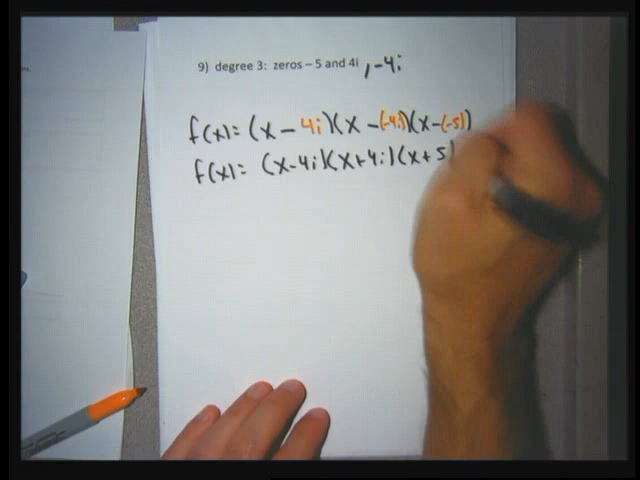 9) degree 3: zeros – 5 and 4i , -4i
f(x) = (x - 4i)(x - (-4i))(x - (-5))
f(x) = (x-4i)(x+4i)(x+5)